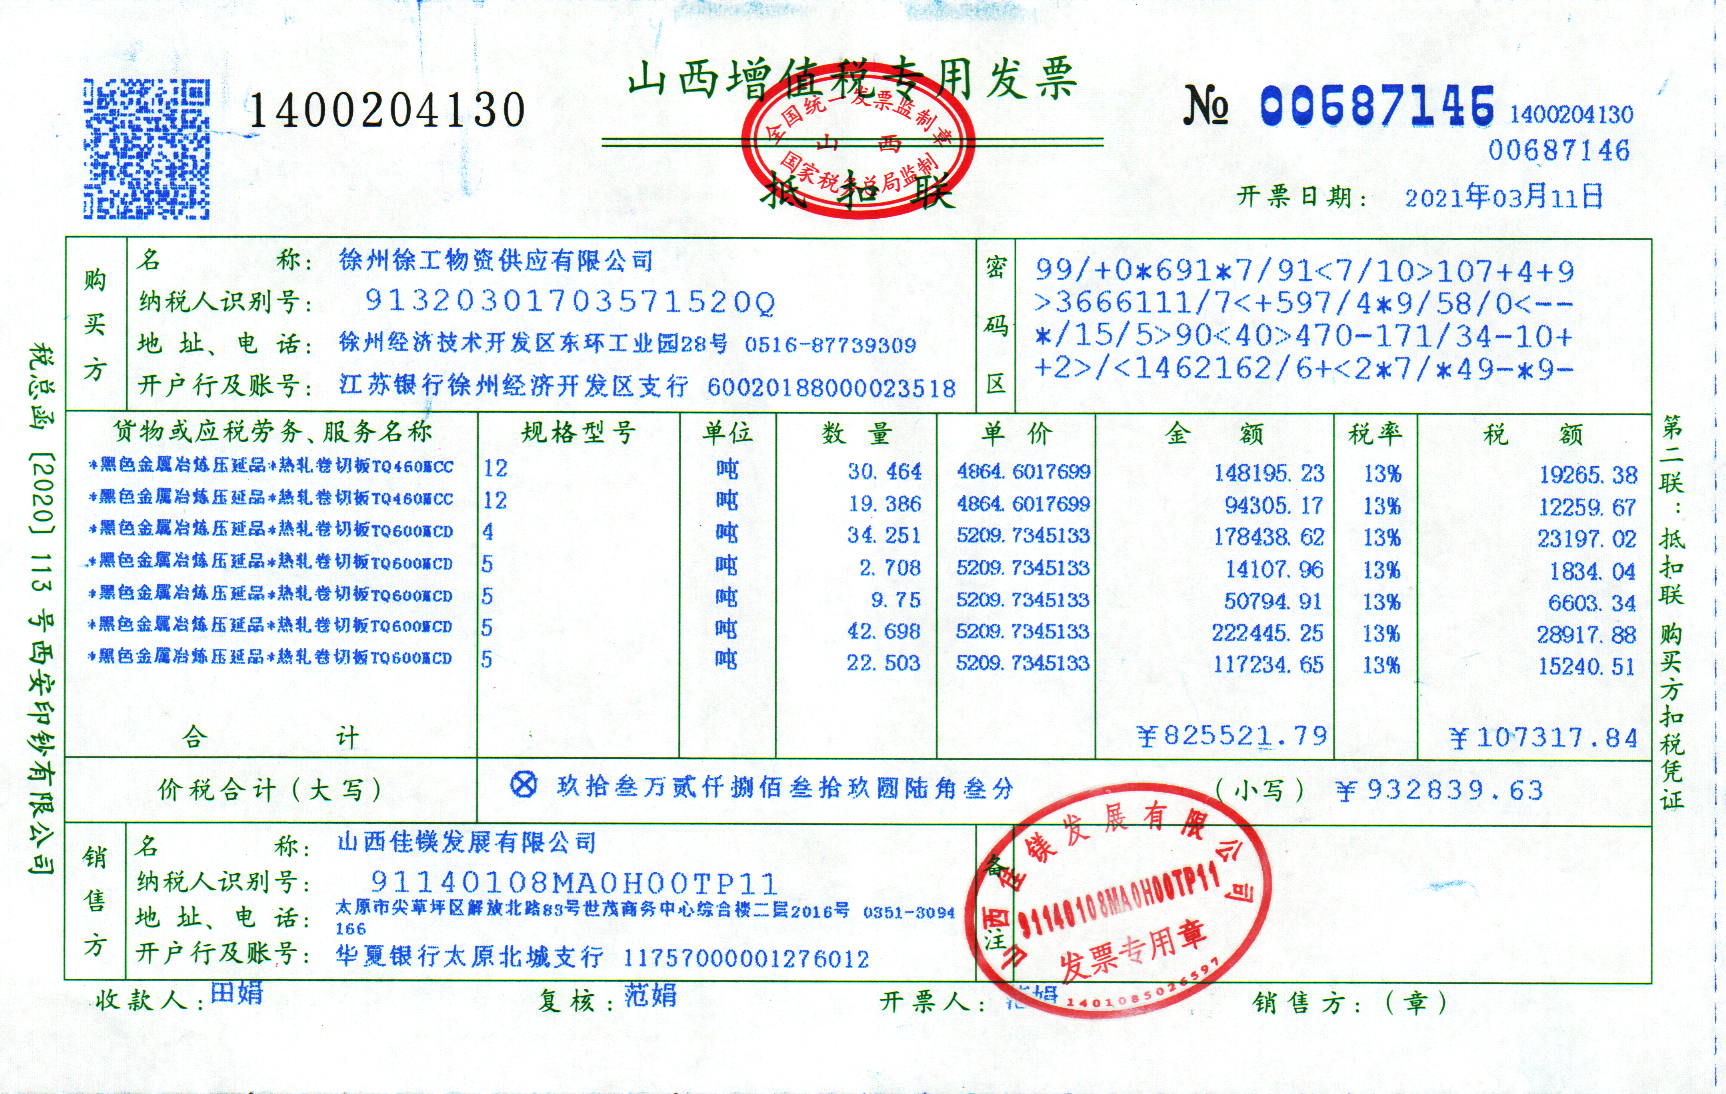 山西增值税专用发票
1400204130
№ 00687146 1400204130
00687146
全国统一发票监制章
山 西
国家税务总局监制
抵扣联
开票日期: 2021年03月11日
税总函 [2020] 113 号西安印钞有限公司
第二联:抵扣联 购买方扣税凭证
购买方
名 称: 徐州徐工物资供应有限公司
纳税人识别号: 91320301703571520Q
地 址、电 话: 徐州经济技术开发区东环工业园28号 0516-87739309
开户行及账号: 江苏银行徐州经济开发区支行 60020188000023518
密码区
99/+0*691*7/91<7/10>107+4+9
>3666111/7<+597/4*9/58/0<--
*/15/5>90<40>470-171/34-10+
+2>/<1462162/6+<2*7/*49-*9-
货物或应税劳务、服务名称 规格型号 单位 数 量 单 价 金 额 税率 税 额
*黑色金属冶炼压延品*热轧卷切板TQ460MCC 12 吨 30.464 4864.6017699 148195.23 13% 19265.38
*黑色金属冶炼压延品*热轧卷切板TQ460MCC 12 吨 19.386 4864.6017699 94305.17 13% 12259.67
*黑色金属冶炼压延品*热轧卷切板TQ600MCD 4 吨 34.251 5209.7345133 178438.62 13% 23197.02
*黑色金属冶炼压延品*热轧卷切板TQ600MCD 5 吨 2.708 5209.7345133 14107.96 13% 1834.04
*黑色金属冶炼压延品*热轧卷切板TQ600MCD 5 吨 9.75 5209.7345133 50794.91 13% 6603.34
*黑色金属冶炼压延品*热轧卷切板TQ600MCD 5 吨 42.698 5209.7345133 222445.25 13% 28917.88
*黑色金属冶炼压延品*热轧卷切板TQ600MCD 5 吨 22.503 5209.7345133 117234.65 13% 15240.51
合 计 ¥825521.79 ¥107317.84
价税合计(大写) ⊗ 玖拾叁万贰仟捌佰叁拾玖圆陆角叁分 (小写) ¥932839.63
销售方
名 称: 山西佳镁发展有限公司
纳税人识别号: 91140108MA0H00TP11
地 址、电 话: 太原市尖草坪区解放北路83号世茂商务中心综合楼二层2016号 0351-3094
166
开户行及账号: 华夏银行太原北城支行 11757000001276012
备注
山西佳镁发展有限公司
91140108MA0H00TP11
发票专用章
1401085026597
收款人: 田娟 复核: 范娟 开票人: 范娟 销售方: (章)